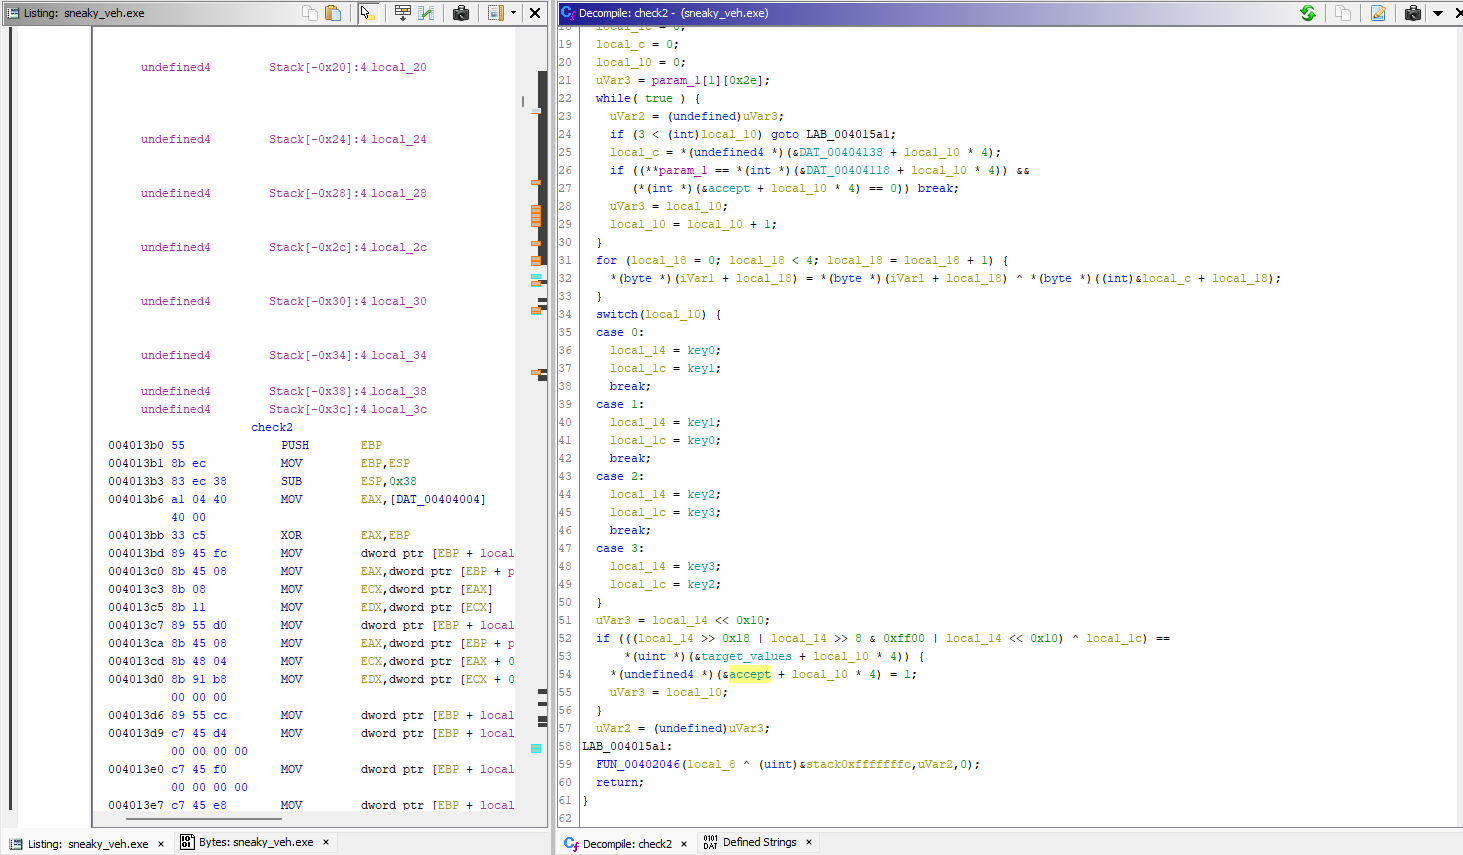 Listing: sneaky_veh.exe
undefined4 Stack[-0x20]:4 local_20
undefined4 Stack[-0x24]:4 local_24
undefined4 Stack[-0x28]:4 local_28
undefined4 Stack[-0x2c]:4 local_2c
undefined4 Stack[-0x30]:4 local_30
undefined4 Stack[-0x34]:4 local_34
undefined4 Stack[-0x38]:4 local_38
undefined4 Stack[-0x3c]:4 local_3c
check2
004013b0 55 PUSH EBP
004013b1 8b ec MOV EBP,ESP
004013b3 83 ec 38 SUB ESP,0x38
004013b6 a1 04 40 MOV EAX,[DAT_00404004]
40 00
004013bb 33 c5 XOR EAX,EBP
004013bd 89 45 fc MOV dword ptr [EBP + local
004013c0 8b 45 08 MOV EAX,dword ptr [EBP + p
004013c3 8b 08 MOV ECX,dword ptr [EAX]
004013c5 8b 11 MOV EDX,dword ptr [ECX]
004013c7 89 55 d0 MOV dword ptr [EBP + local
004013ca 8b 45 08 MOV EAX,dword ptr [EBP + p
004013cd 8b 48 04 MOV ECX,dword ptr [EAX + 0
004013d0 8b 91 b8 MOV EDX,dword ptr [ECX + 0
00 00 00
004013d6 89 55 cc MOV dword ptr [EBP + local
004013d9 c7 45 d4 MOV dword ptr [EBP + local
00 00 00 00
004013e0 c7 45 f0 MOV dword ptr [EBP + local
00 00 00 00
004013e7 c7 45 e8 MOV dword ptr [EBP + local
Listing: sneaky_veh.exe × Bytes: sneaky_veh.exe ×
Decompile: check2 - (sneaky_veh.exe)
19 local_c = 0;
20 local_10 = 0;
21 uVar3 = param_1[1][0x2e];
22 while( true ) {
23 uVar2 = (undefined)uVar3;
24 if (3 < (int)local_10) goto LAB_004015a1;
25 local_c = *(undefined4 *)(&DAT_00404138 + local_10 * 4);
26 if ((**param_1 == *(int *)(&DAT_00404118 + local_10 * 4)) &&
27 (*(int *)(&accept + local_10 * 4) == 0)) break;
28 uVar3 = local_10;
29 local_10 = local_10 + 1;
30 }
31 for (local_18 = 0; local_18 < 4; local_18 = local_18 + 1) {
32 *(byte *)(iVar1 + local_18) = *(byte *)(iVar1 + local_18) ^ *(byte *)((int)&local_c + local_18);
33 }
34 switch(local_10) {
35 case 0:
36 local_14 = key0;
37 local_1c = key1;
38 break;
39 case 1:
40 local_14 = key1;
41 local_1c = key0;
42 break;
43 case 2:
44 local_14 = key2;
45 local_1c = key3;
46 break;
47 case 3:
48 local_14 = key3;
49 local_1c = key2;
50 }
51 uVar3 = local_14 << 0x10;
52 if (((local_14 >> 0x18 | local_14 >> 8 & 0xff00 | local_14 << 0x10) ^ local_1c) ==
53 *(uint *)(&target_values + local_10 * 4)) {
54 *(undefined4 *)(&accept + local_10 * 4) = 1;
55 uVar3 = local_10;
56 }
57 uVar2 = (undefined)uVar3;
58 LAB_004015a1:
59 FUN_00402046(local_8 ^ (uint)&stack0xfffffffc,uVar2,0);
60 return;
61 }
62
Decompile: check2 × Defined Strings ×